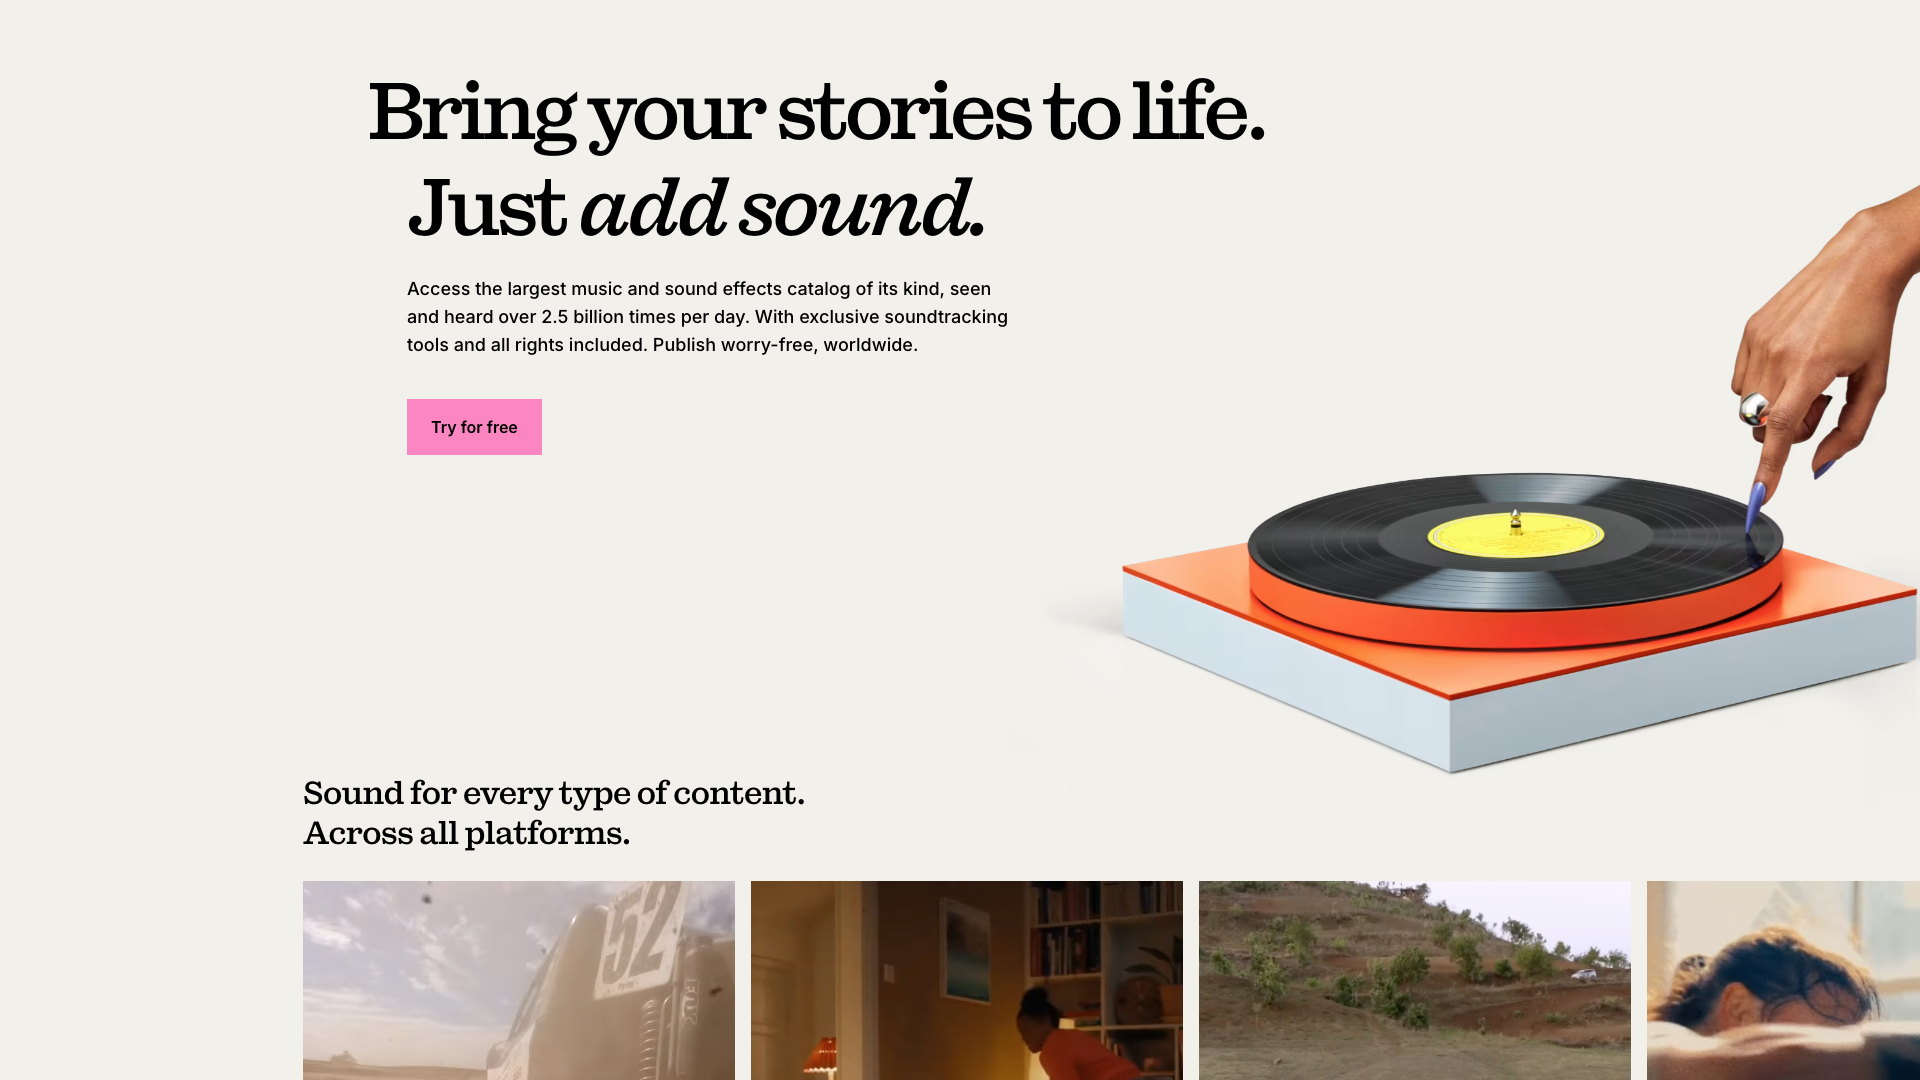 Bring your stories to life.
Just add sound.
Access the largest music and sound effects catalog of its kind, seen
and heard over 2.5 billion times per day. With exclusive soundtracking
tools and all rights included. Publish worry-free, worldwide.
Try for free
Sound for every type of content.
Across all platforms.
52